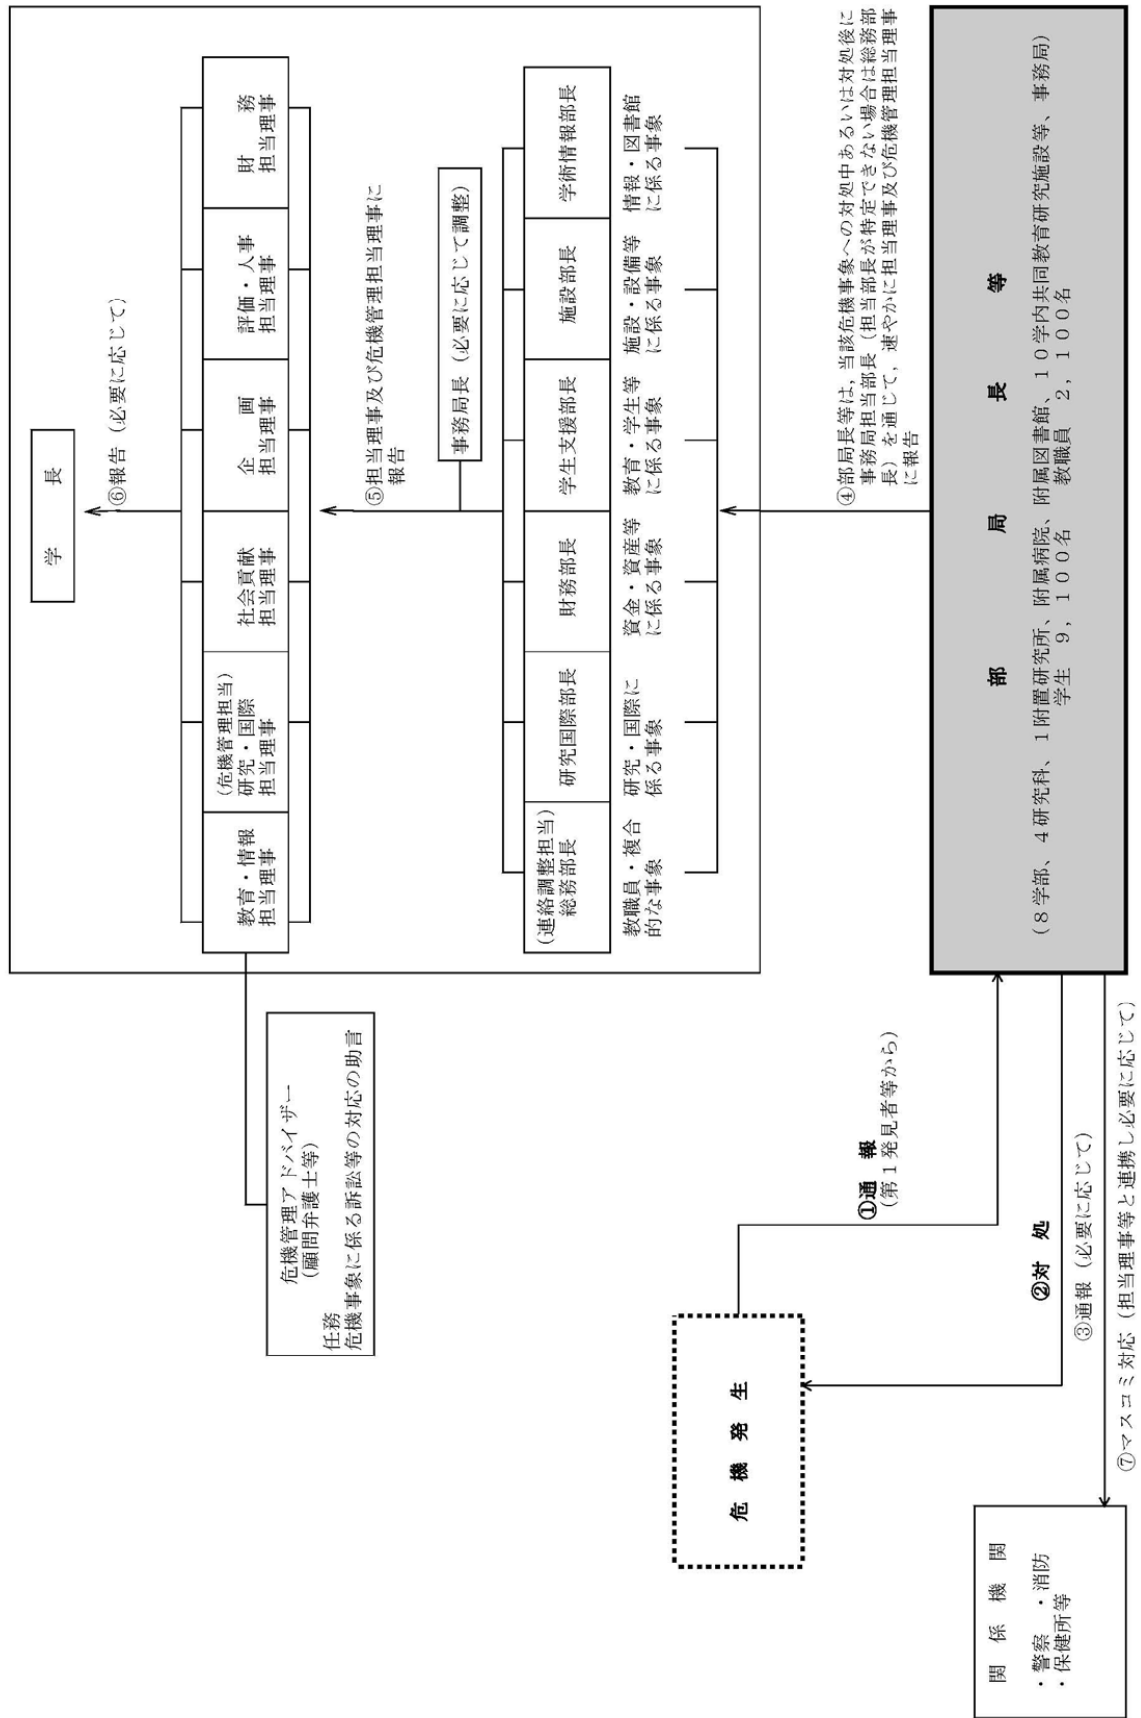 学　　長
⑥報告（必要に応じて）
教育・情報
担当理事
(危機管理担当)
研究・国際
担当理事
社会貢献
担当理事
企　　画
担当理事
評価・人事
担当理事
財　　務
担当理事
危機管理アドバイザー
(顧問弁護士等)
任務
危機事象に係る訴訟等の対応の助言
⑤担当理事及び危機管理担当理事に
報告
事務局長（必要に応じて調整）
(連絡調整担当)
総務部長
研究国際部長
財務部長
学生支援部長
施設部長
学術情報部長
教職員・複合
的な事象
研究・国際に
係る事象
資金・資産等
に係る事象
教育・学生等
に係る事象
施設・設備等
に係る事象
情報・図書館
に係る事象
④部局長等は，当該危機事象への対処中あるいは対処後に
事務局担当部長（担当部長が特定できない場合は総務部
長）を通じて，速やかに担当理事及び危機管理担当理事
に報告
危　機　発　生
①通　報
(第１発見者等から)
部　局　長　等
(８学部、４研究科、１附置研究所、附属病院、附属図書館、１０学内共同教育研究施設等、事務局)
学生　９，１００名　　教職員　２，１００名
②対　処
③通報（必要に応じて）
⑦マスコミ対応（担当理事等と連携し必要に応じて）
関　係　機　関
・警察　・消防
・保健所等